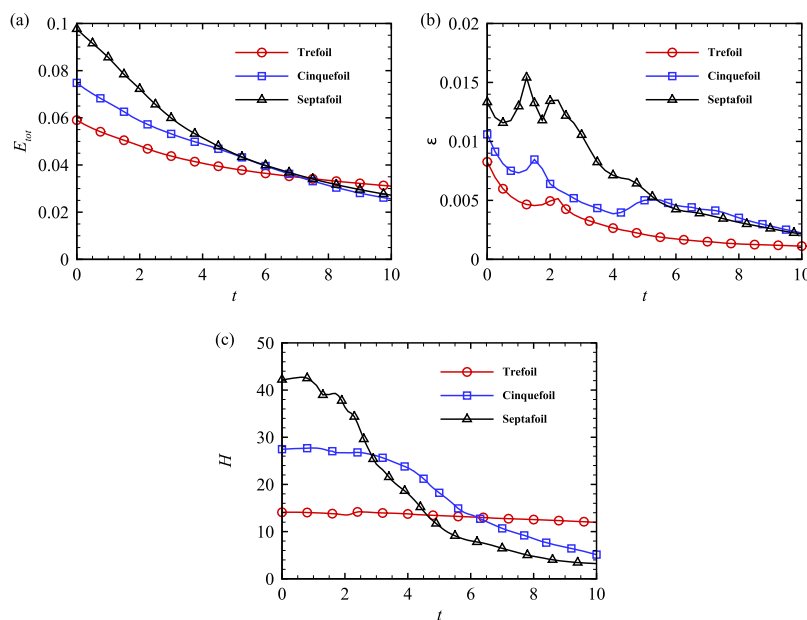 (a)
0.1
0.08
0.06
0.04
0.02
0
E_tot
Trefoil
Cinquefoil
Septafoil
0 2 4 6 8 10
t
(b)
0.02
0.015
0.01
0.005
0
ε
Trefoil
Cinquefoil
Septafoil
0 2 4 6 8 10
t
(c)
50
40
30
20
10
0
H
Trefoil
Cinquefoil
Septafoil
0 2 4 6 8 10
t